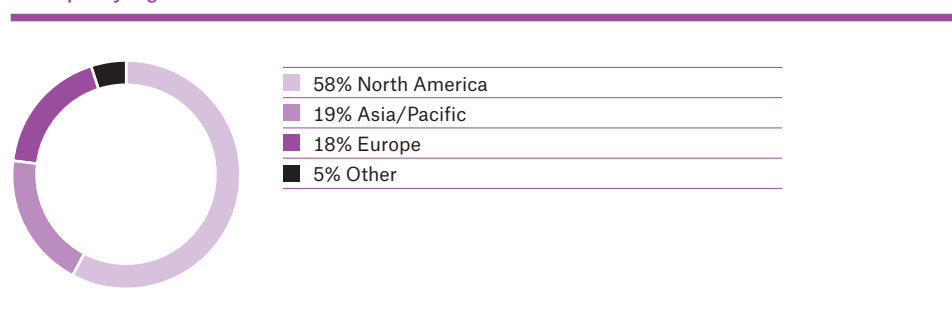 58% North America
19% Asia/Pacific
18% Europe
5% Other